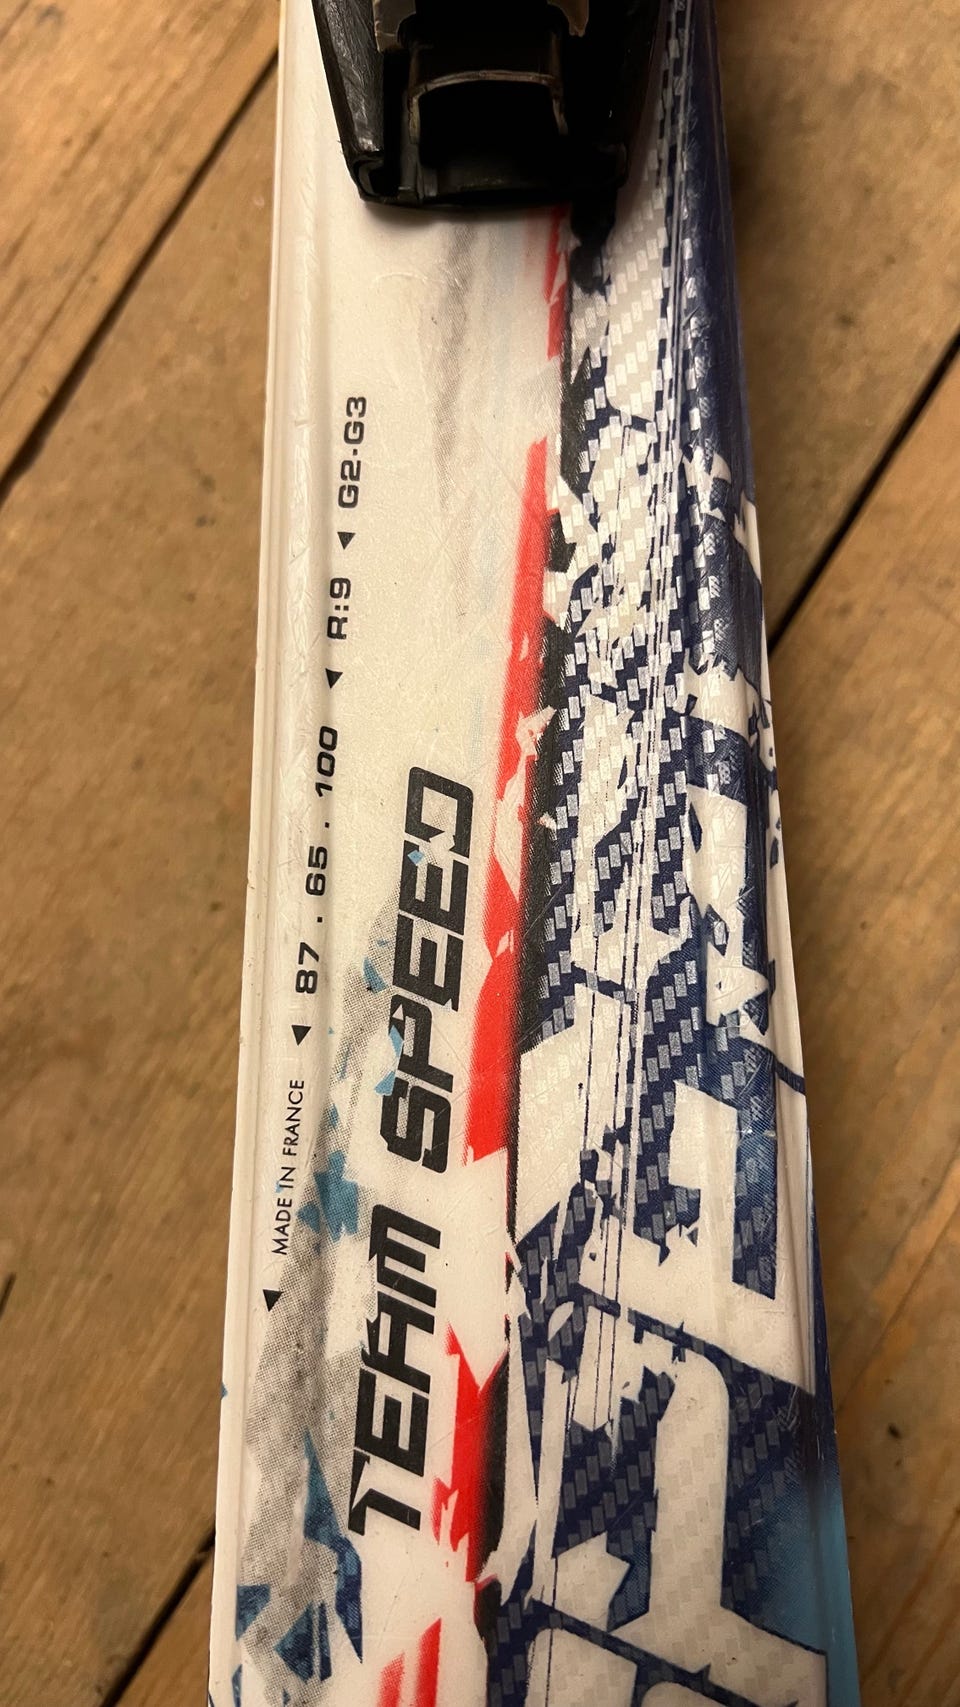 ◀ MADE IN FRANCE ◀ 87 . 65 . 100 ◀ R:9 ◀ G2-G3
TEAM SPEED